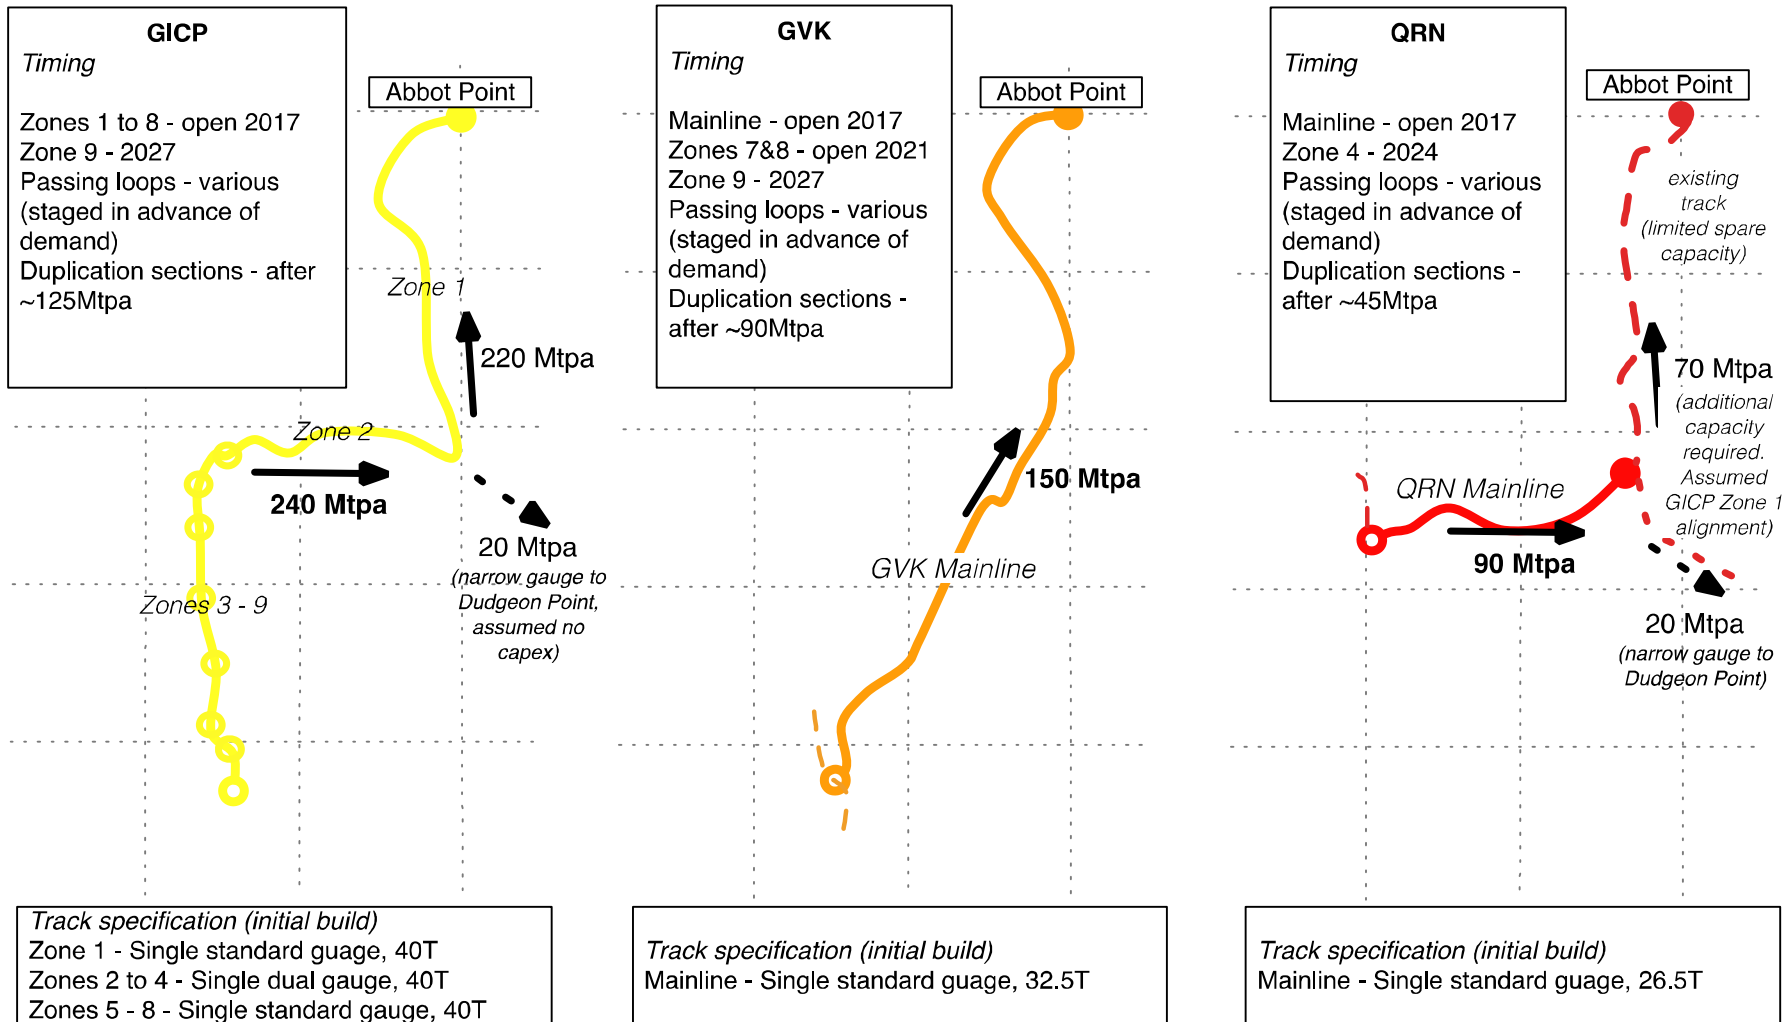 GICP
Timing
Zones 1 to 8 - open 2017
Zone 9 - 2027
Passing loops - various
(staged in advance of
demand)
Duplication sections - after
~125Mtpa
Abbot Point
Zone 1
220 Mtpa
Zone 2
240 Mtpa
20 Mtpa
(narrow gauge to
Dudgeon Point,
assumed no
capex)
Zones 3 - 9
Track specification (initial build)
Zone 1 - Single standard guage, 40T
Zones 2 to 4 - Single dual gauge, 40T
Zones 5 - 8 - Single standard gauge, 40T
GVK
Timing
Mainline - open 2017
Zones 7&8 - open 2021
Zone 9 - 2027
Passing loops - various
(staged in advance of
demand)
Duplication sections -
after ~90Mtpa
Abbot Point
150 Mtpa
GVK Mainline
Track specification (initial build)
Mainline - Single standard guage, 32.5T
QRN
Timing
Mainline - open 2017
Zone 4 - 2024
Passing loops - various
(staged in advance of
demand)
Duplication sections -
after ~45Mtpa
Abbot Point
existing
track
(limited spare
capacity)
70 Mtpa
(additional
capacity
required.
Assumed
GICP Zone 1
alignment)
QRN Mainline
90 Mtpa
20 Mtpa
(narrow gauge to
Dudgeon Point)
Track specification (initial build)
Mainline - Single standard guage, 26.5T